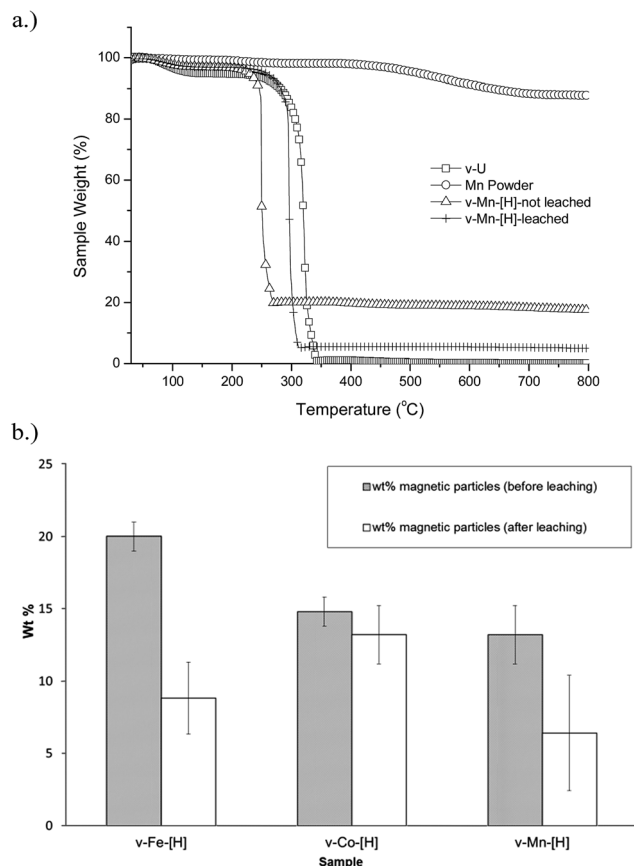 a.)
100
80
60
40
20
0
Sample Weight (%)
v-U
Mn Powder
v-Mn-[H]-not leached
v-Mn-[H]-leached
100 200 300 400 500 600 700 800
Temperature (°C)
b.)
25
20
15
10
5
0
Wt %
wt% magnetic particles (before leaching)
wt% magnetic particles (after leaching)
v-Fe-[H] v-Co-[H] v-Mn-[H]
Sample